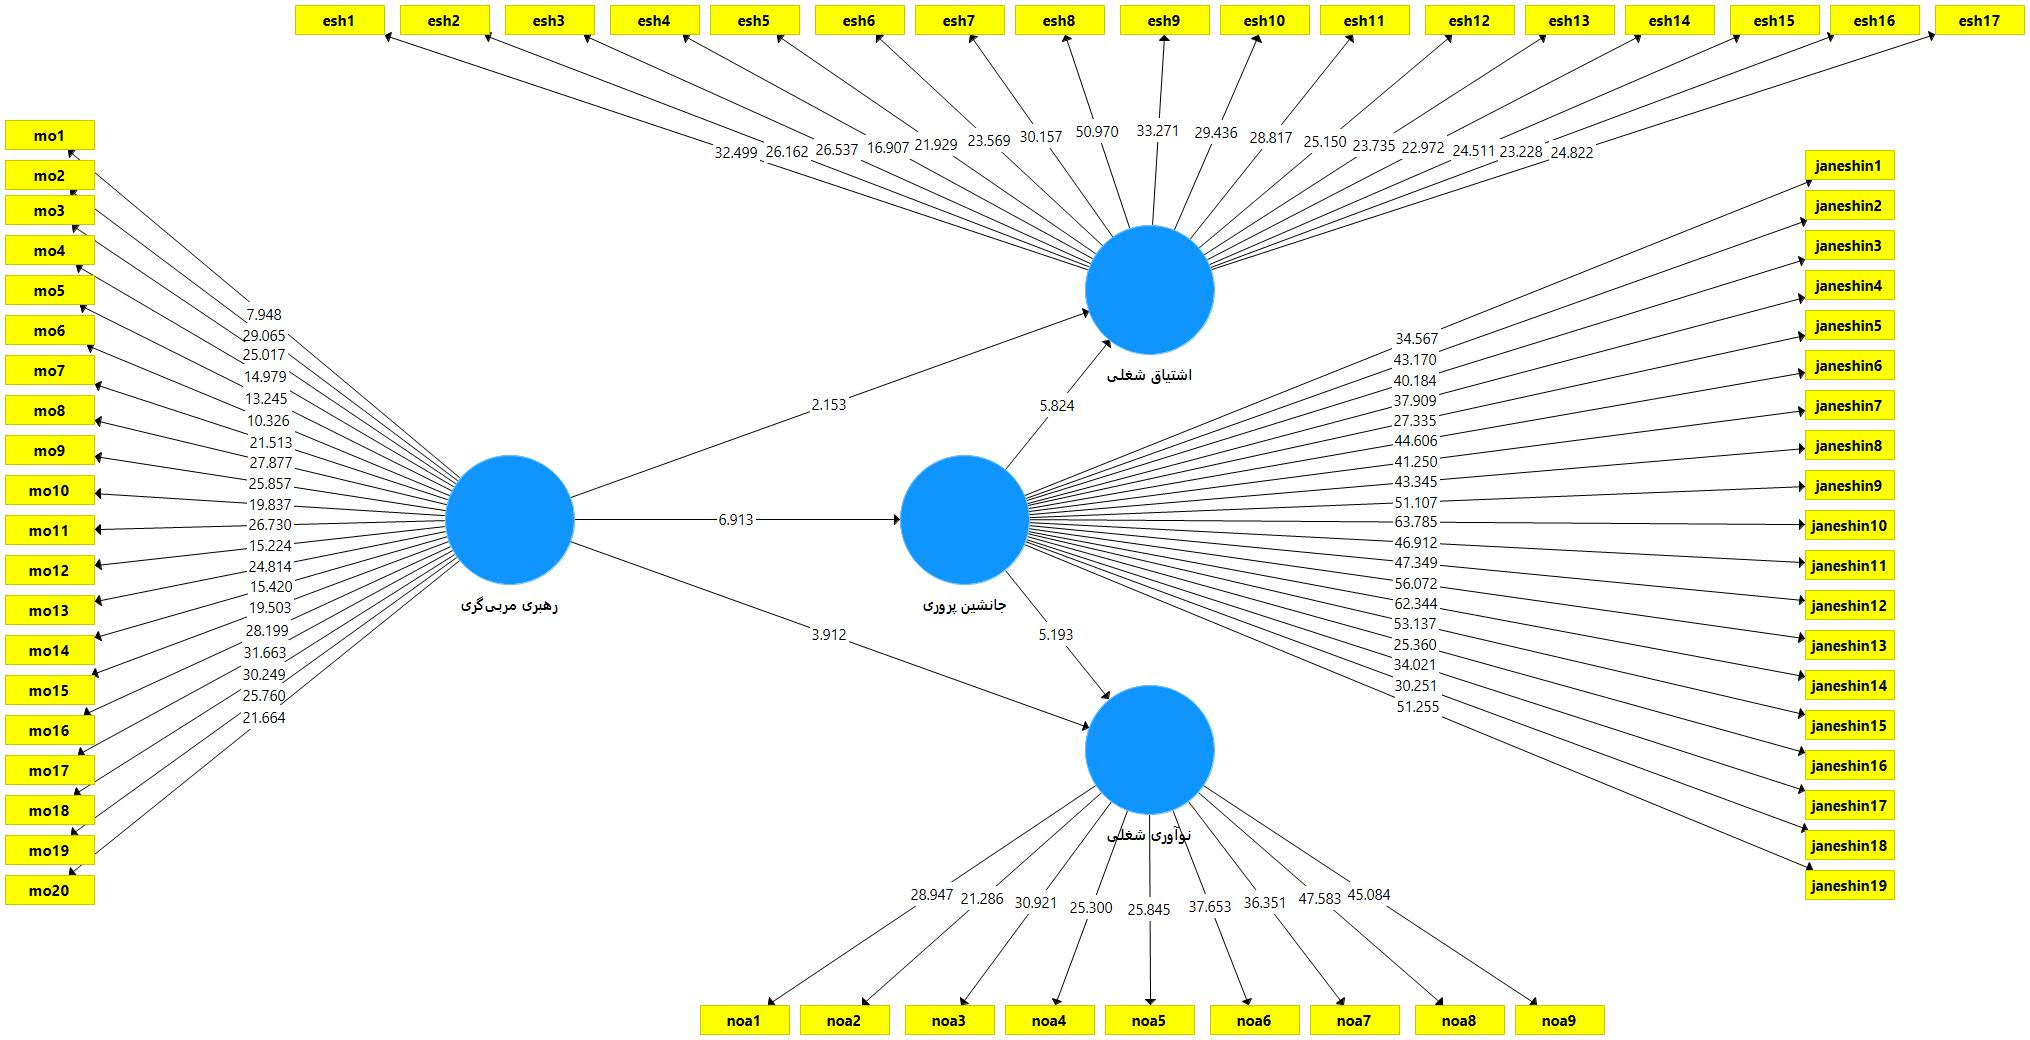 esh1 esh2 esh3 esh4 esh5 esh6 esh7 esh8 esh9 esh10 esh11 esh12 esh13 esh14 esh15 esh16 esh17
32.499 26.162 26.537 16.907 21.929 23.569 30.157 50.970 33.271 29.436 28.817 25.150 23.735 22.972 24.511 23.228 24.822
اشتیاق شغلی
mo1
mo2
mo3
mo4
mo5
mo6
mo7
mo8
mo9
mo10
mo11
mo12
mo13
mo14
mo15
mo16
mo17
mo18
mo19
mo20
7.948
29.065
25.017
14.979
13.245
10.326
21.513
27.877
25.857
19.837
26.730
15.224
24.814
15.420
19.503
28.199
31.663
30.249
25.760
21.664
رهبری مربی‌گری
2.153
5.824
6.913
3.912
5.193
جانشین پروری
34.567
43.170
40.184
37.909
27.335
44.606
41.250
43.345
51.107
63.785
46.912
47.349
56.072
62.344
53.137
25.360
34.021
30.251
51.255
janeshin1
janeshin2
janeshin3
janeshin4
janeshin5
janeshin6
janeshin7
janeshin8
janeshin9
janeshin10
janeshin11
janeshin12
janeshin13
janeshin14
janeshin15
janeshin16
janeshin17
janeshin18
janeshin19
نوآوری شغلی
28.947 21.286 30.921 25.300 25.845 37.653 36.351 47.583 45.084
noa1 noa2 noa3 noa4 noa5 noa6 noa7 noa8 noa9